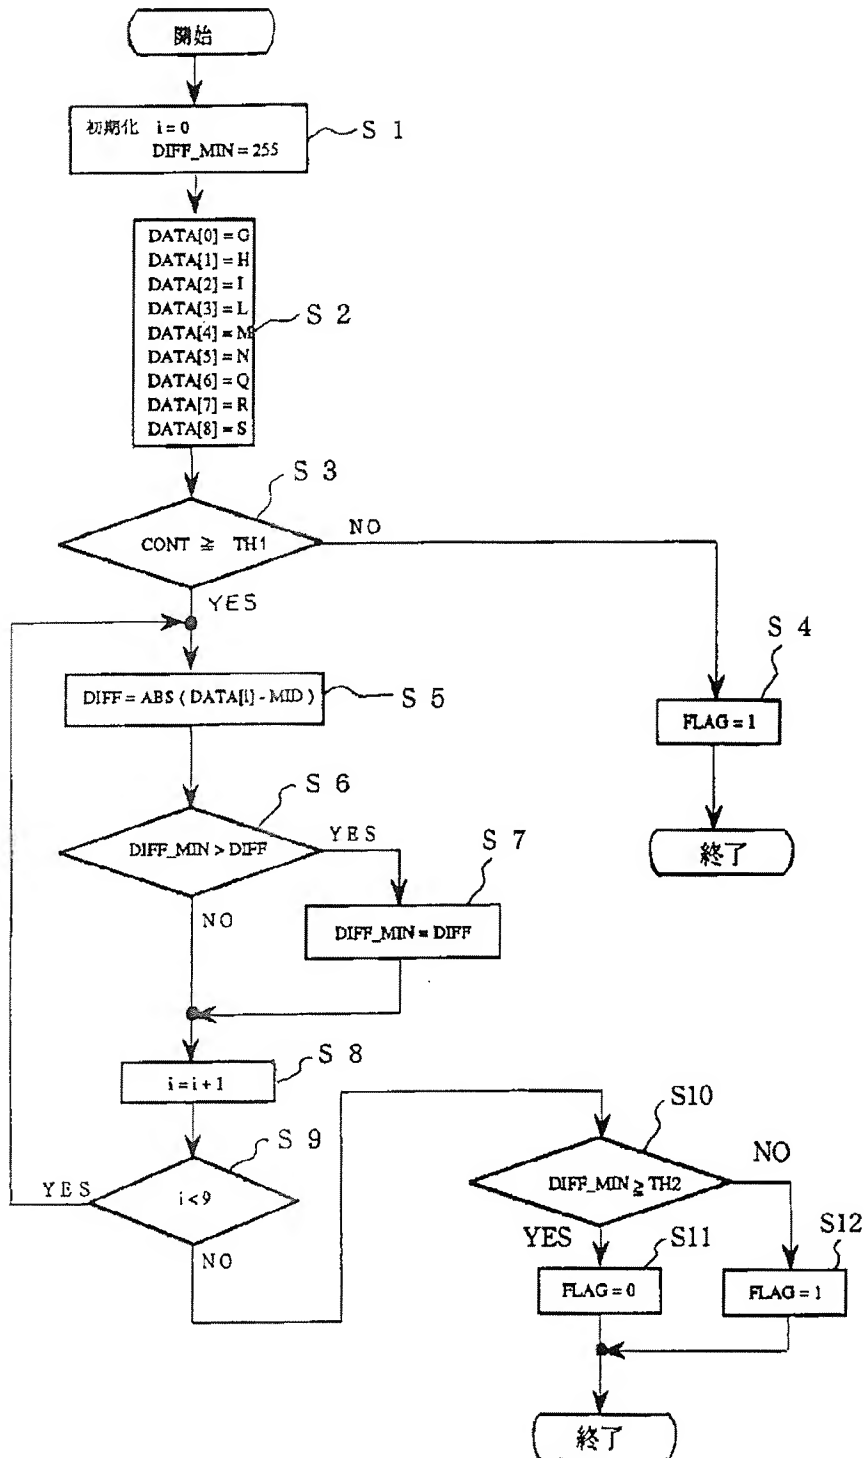 開始
初期化 i=0
DIFF_MIN=255
S 1
DATA[0]=G
DATA[1]=H
DATA[2]=I
DATA[3]=L
DATA[4]=M
DATA[5]=N
DATA[6]=Q
DATA[7]=R
DATA[8]=S
S 2
S 3
CONT ≧ TH1
NO
YES
S 4
FLAG=1
終了
DIFF=ABS(DATA[i]-MID)
S 5
S 6
DIFF_MIN>DIFF
YES
NO
S 7
DIFF_MIN=DIFF
S 8
i=i+1
S 9
i<9
YES
NO
S10
DIFF_MIN≧TH2
NO
YES
S11
FLAG=0
S12
FLAG=1
終了